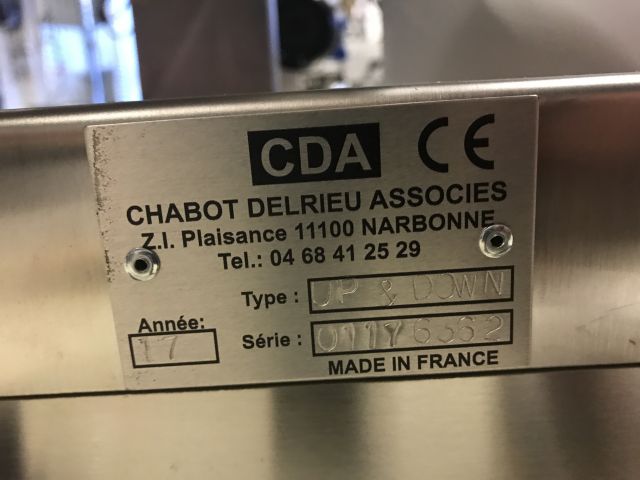 CDA CE
CHABOT DELRIEU ASSOCIES
Z.I. Plaisance 11100 NARBONNE
Tel.: 04 68 41 25 29
Type : UP & DOWN
Année: 17
Série :
MADE IN FRANCE